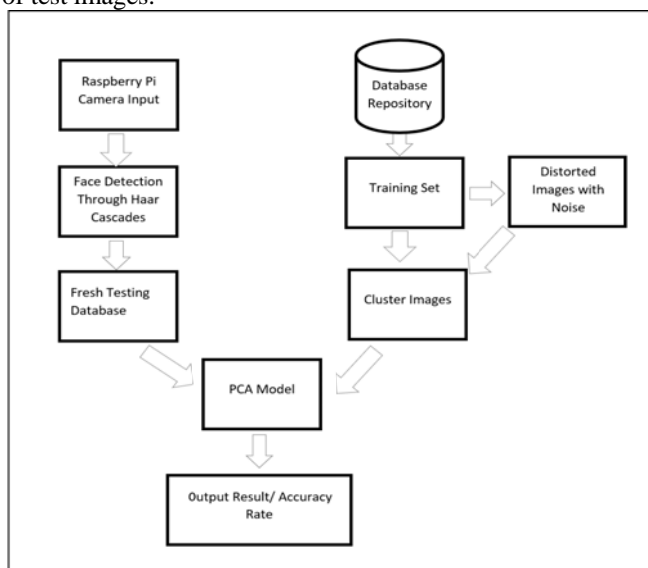 or test images.
Raspberry Pi
Camera Input
Face Detection
Through Haar
Cascades
Fresh Testing
Database
Database
Repository
Training Set
Distorted
Images with
Noise
Cluster Images
PCA Model
Output Result/ Accuracy
Rate